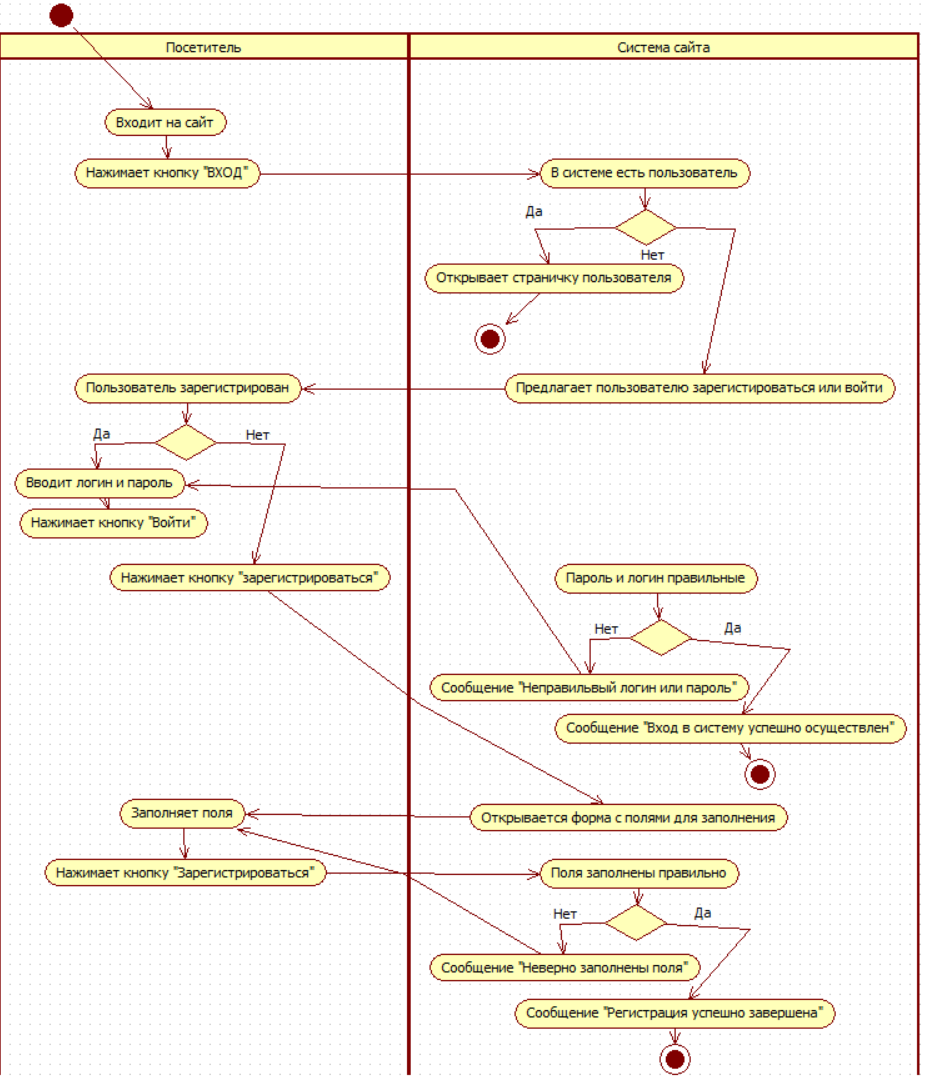 Посетитель
Система сайта
Входит на сайт
Нажимает кнопку "ВХОД"
В системе есть пользователь
Да
Нет
Открывает страничку пользователя
Пользователь зарегистрирован
Предлагает пользователю зарегистироваться или войти
Да
Нет
Вводит логин и пароль
Нажимает кнопку "Войти"
Нажимает кнопку "зарегистрироваться"
Пароль и логин правильные
Нет
Да
Сообщение "Неправильвый логин или пароль"
Сообщение "Вход в систему успешно осуществлен"
Заполняет поля
Открывается форма с полями для заполнения
Нажимает кнопку "Зарегистрироваться"
Поля заполнены правильно
Нет
Да
Сообщение "Неверно заполнены поля"
Сообщение "Регистрация успешно завершена"